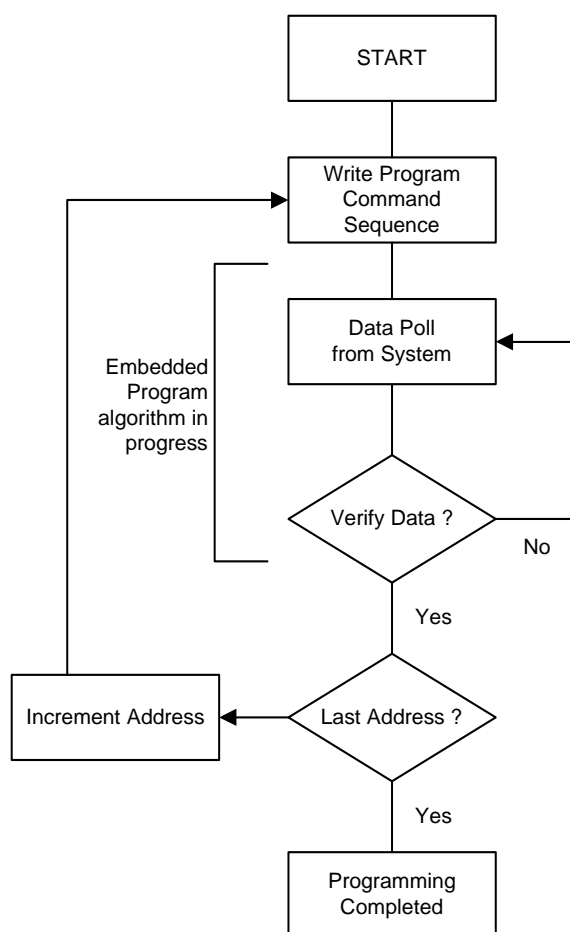 START
Write Program
Command
Sequence
Data Poll
from System
Embedded
Program
algorithm in
progress
Verify Data ?
No
Yes
Increment Address
Last Address ?
Yes
Programming
Completed